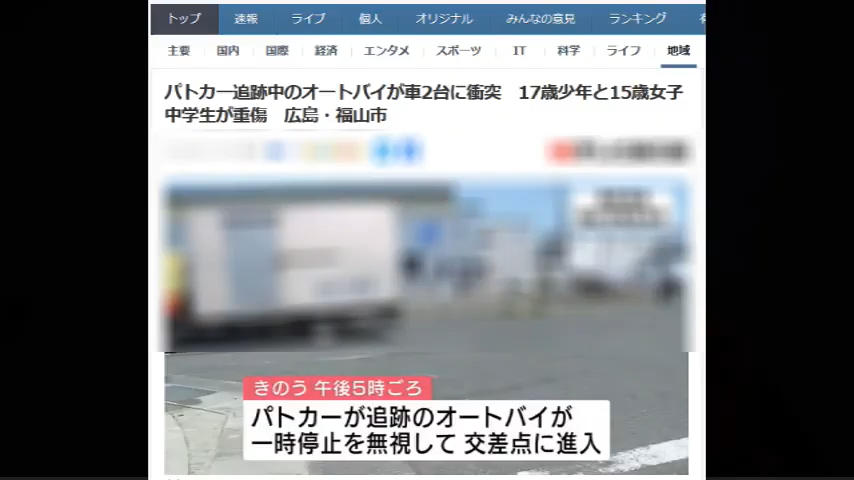 トップ 速報 ライブ 個人 オリジナル みんなの意見 ランキング
主要 国内 国際 経済 エンタメ スポーツ IT 科学 ライフ 地域
パトカー追跡中のオートバイが車2台に衝突 17歳少年と15歳女子
中学生が重傷 広島・福山市
きのう 午後5時ごろ
パトカーが追跡のオートバイが
一時停止を無視して 交差点に進入